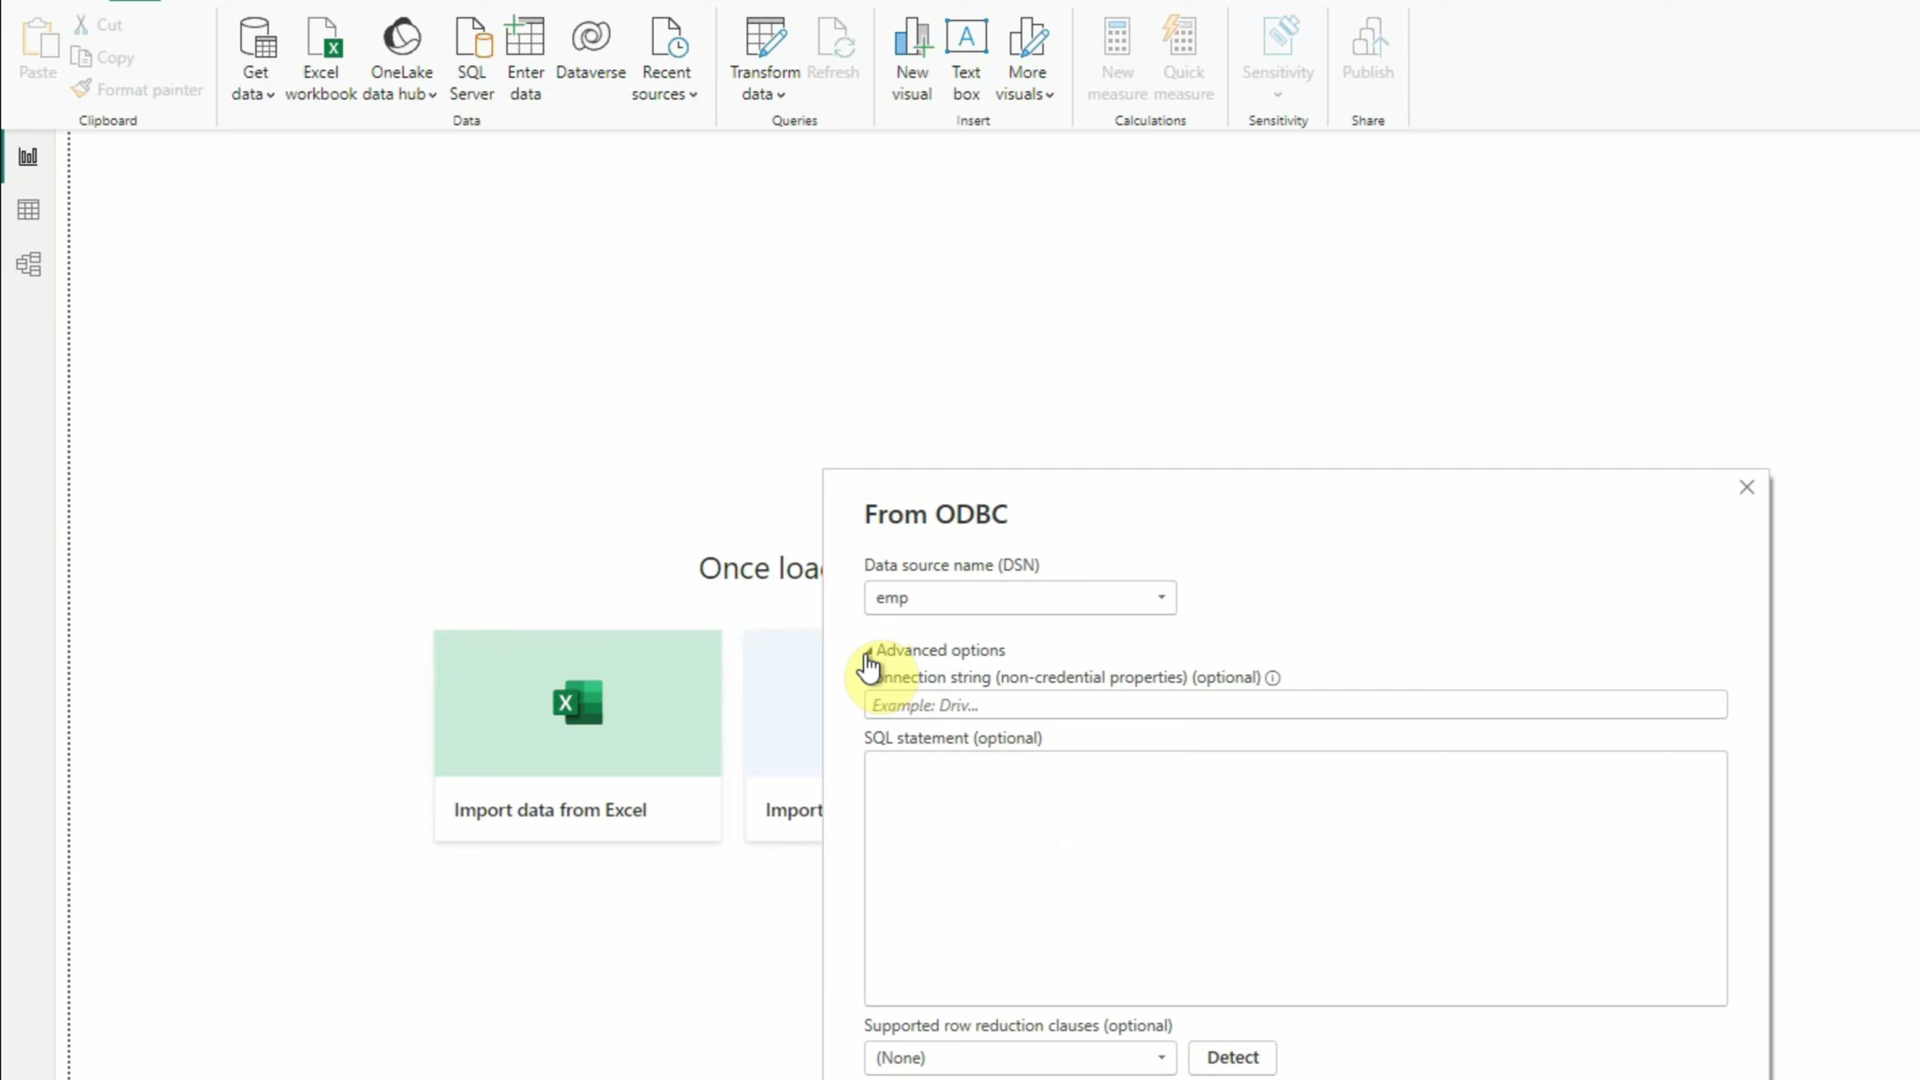 Paste
Cut
Copy
Format painter
Clipboard
Get data
Excel workbook
OneLake data hub
SQL Server
Enter data
Dataverse
Recent sources
Data
Transform data
Refresh
Queries
New visual
A
Text box
More visuals
Insert
New measure
Quick measure
Calculations
Sensitivity
Sensitivity
Publish
Share
Once loa
X
Import data from Excel
Import
From ODBC
Data source name (DSN)
emp
Advanced options
onnection string (non-credential properties) (optional)
Example: Driv...
SQL statement (optional)
Supported row reduction clauses (optional)
(None)
Detect